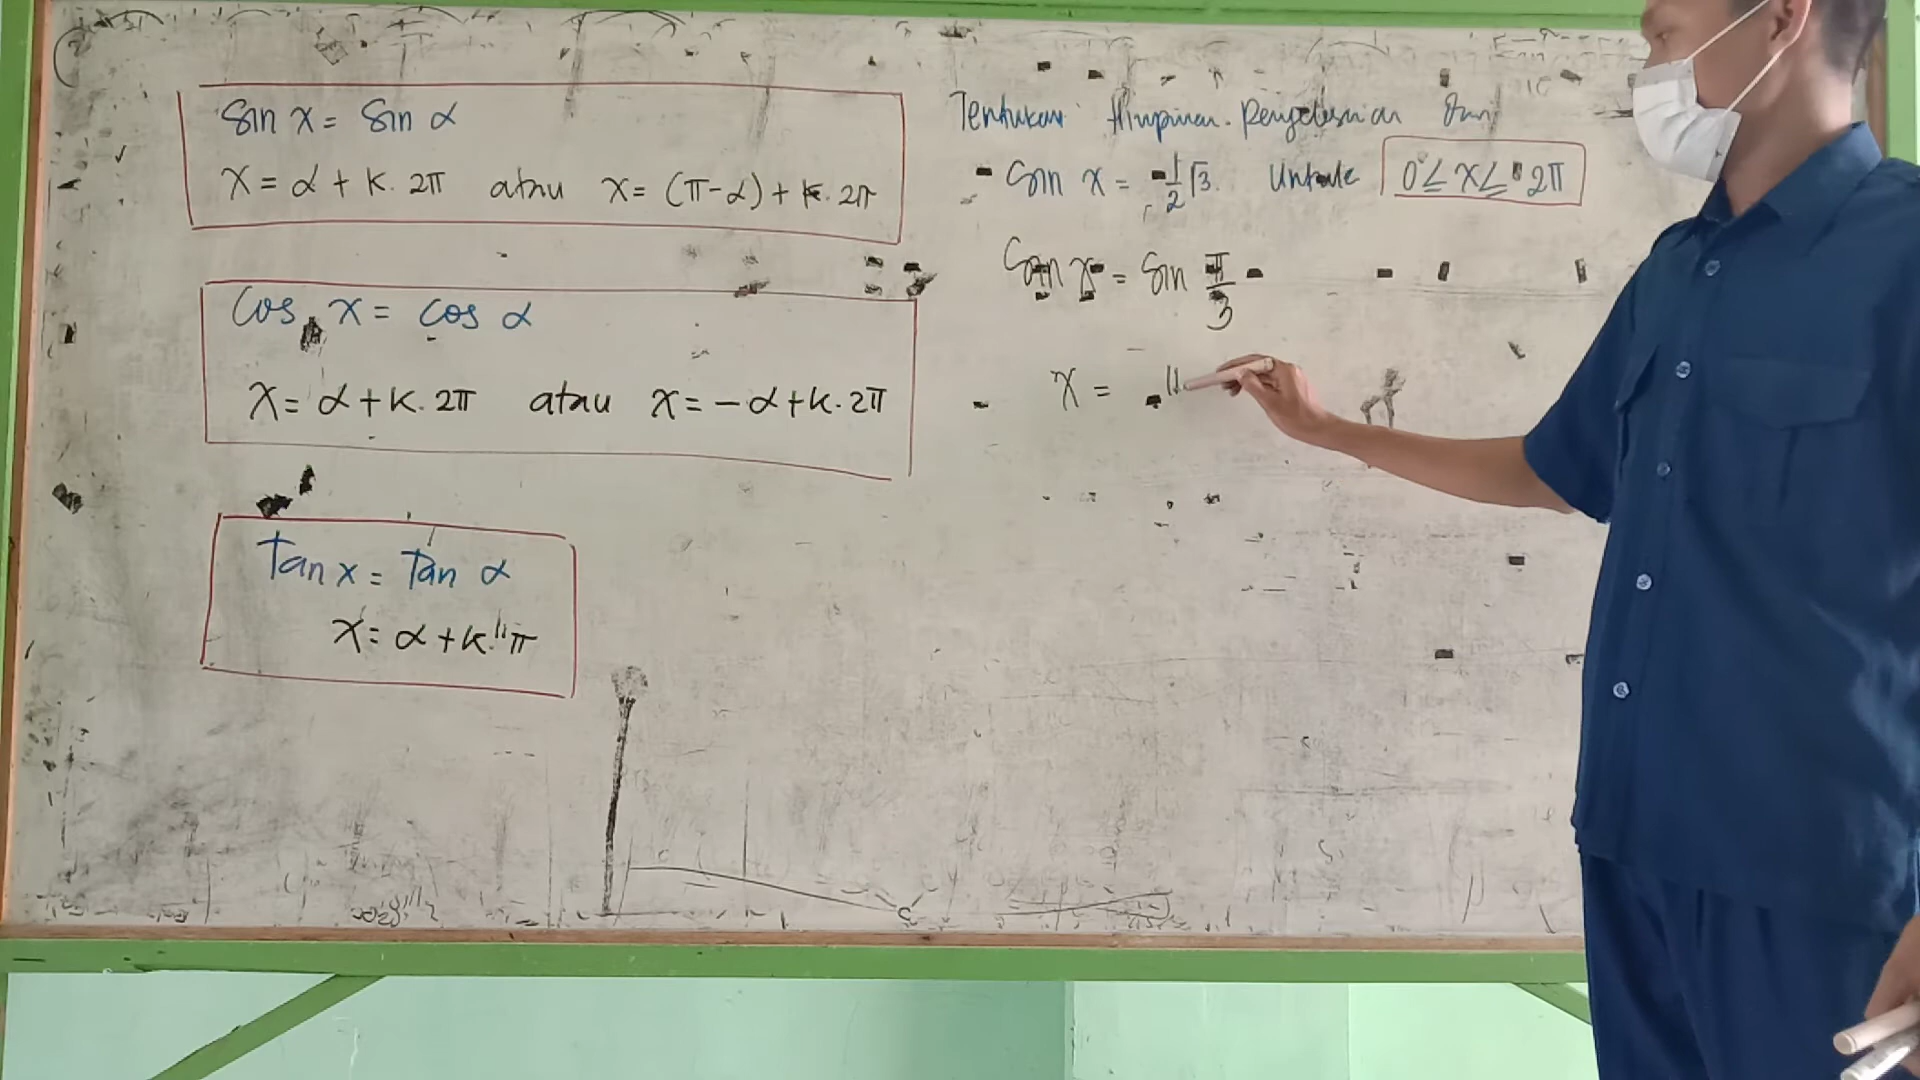 Sin x = Sin α
x = α + k. 2π atau x = (π-α) + k. 2π
Cos x = cos α
x = α + k. 2π atau x = -α + k. 2π
Tan x = Tan α
x = α + k. π
Tentukan Himpunan Penyelesaian Dari
Sin x = 1/2 √3. Untuk 0° ≤ x ≤ 2π
Sin x = Sin π/3
x =